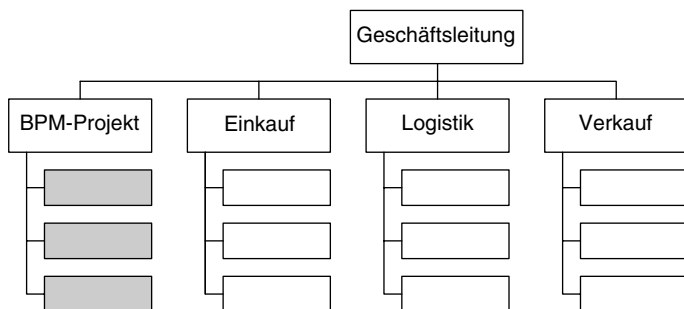 Geschäftsleitung
BPM-Projekt
Einkauf
Logistik
Verkauf